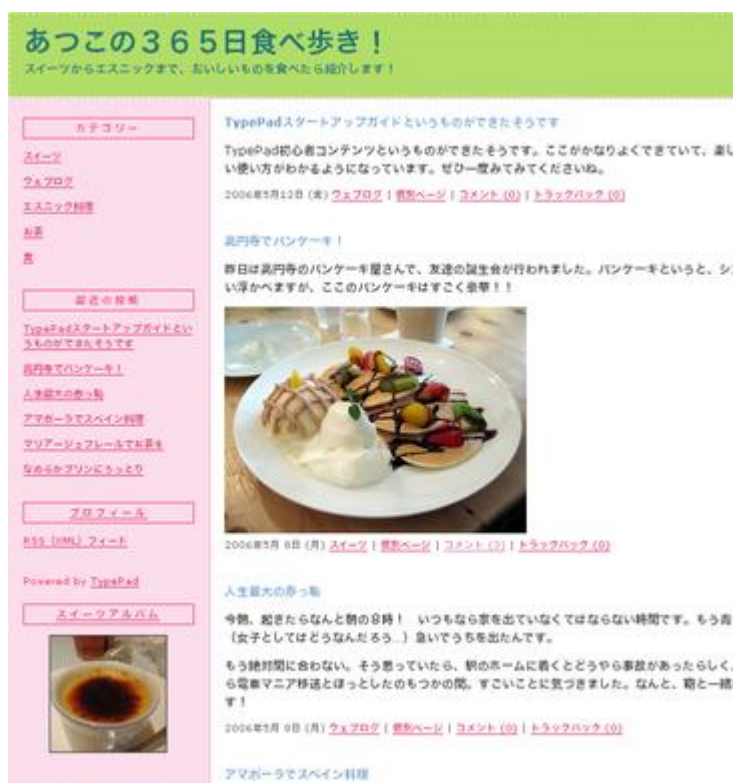 あつこの365日食べ歩き！
スイーツからエスニックまで、おいしいものを食べたら紹介します！
カテゴリー
スイーツ
ウェブログ
エスニック料理
お茶
食
最近の投稿
TypePadスタートアップガイドとい
うものができたそうです
高円寺でパンケーキ！
人生最大の赤っ恥
アマポーラでスペイン料理
マリアージュフレールでお茶を
なめらかプリンにうっとり
プロフィール
RSS (XML) フィード
Powered by TypePad
スイーツアルバム
TypePadスタートアップガイドというものができたそうです
TypePad初心者コンテンツというものができたそうです。ここがかなりよくできていて、楽し
い使い方がわかるようになっています。ぜひ一度みてみてくださいね。
2006年5月12日 (金) ウェブログ | 個別ページ | コメント (0) | トラックバック (0)
高円寺でパンケーキ！
昨日は高円寺のパンケーキ屋さんで、友達の誕生会が行われました。パンケーキというと、シ
い浮かべますが、ここのパンケーキはすごく豪華！！
2006年5月 8日 (月) スイーツ | 個別ページ | コメント (3) | トラックバック (0)
人生最大の赤っ恥
今朝、起きたらなんと朝の8時！　いつもなら家を出ていなくてはならない時間です。もう
（女子としてはどうなんだろう…）急いでうちを出たんです。
もう絶対間に合わない。そう思っていたら、駅のホームに着くとどうやら事故があったらしく、
ら電車マニア移送とほっとしたのもつかの間。すごいことに気づきました。なんと、鞄と一緒
す！
2006年5月 8日 (月) ウェブログ | 個別ページ | コメント (0) | トラックバック (0)
アマポーラでスペイン料理